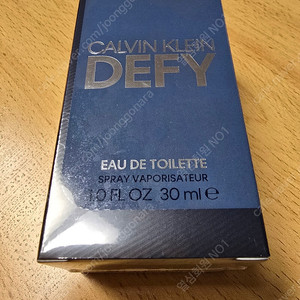 CALVIN KLEIN
DEFY
EAU DE TOILETTE
SPRAY VAPORISATEUR
1.0 FL OZ 30 ml e